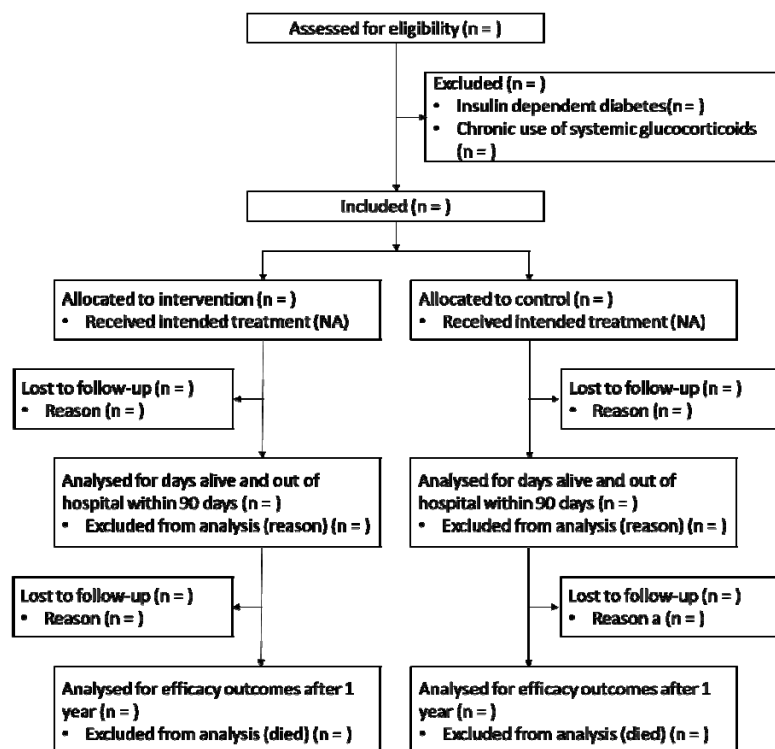 Assessed for eligibility (n = )
Excluded (n = )
• Insulin dependent diabetes(n= )
• Chronic use of systemic glucocorticoids
(n = )
Included (n = )
Allocated to intervention (n = )
• Received intended treatment (NA)
Allocated to control (n = )
• Received intended treatment (NA)
Lost to follow-up (n = )
• Reason (n = )
Lost to follow-up (n = )
• Reason (n = )
Analysed for days alive and out of
hospital within 90 days (n = )
• Excluded from analysis (reason) (n = )
Analysed for days alive and out of
hospital within 90 days (n = )
• Excluded from analysis (reason) (n = )
Lost to follow-up (n = )
• Reason (n = )
Lost to follow-up (n = )
• Reason a (n = )
Analysed for efficacy outcomes after 1
year (n = )
• Excluded from analysis (died) (n = )
Analysed for efficacy outcomes after 1
year (n = )
• Excluded from analysis (died) (n = )